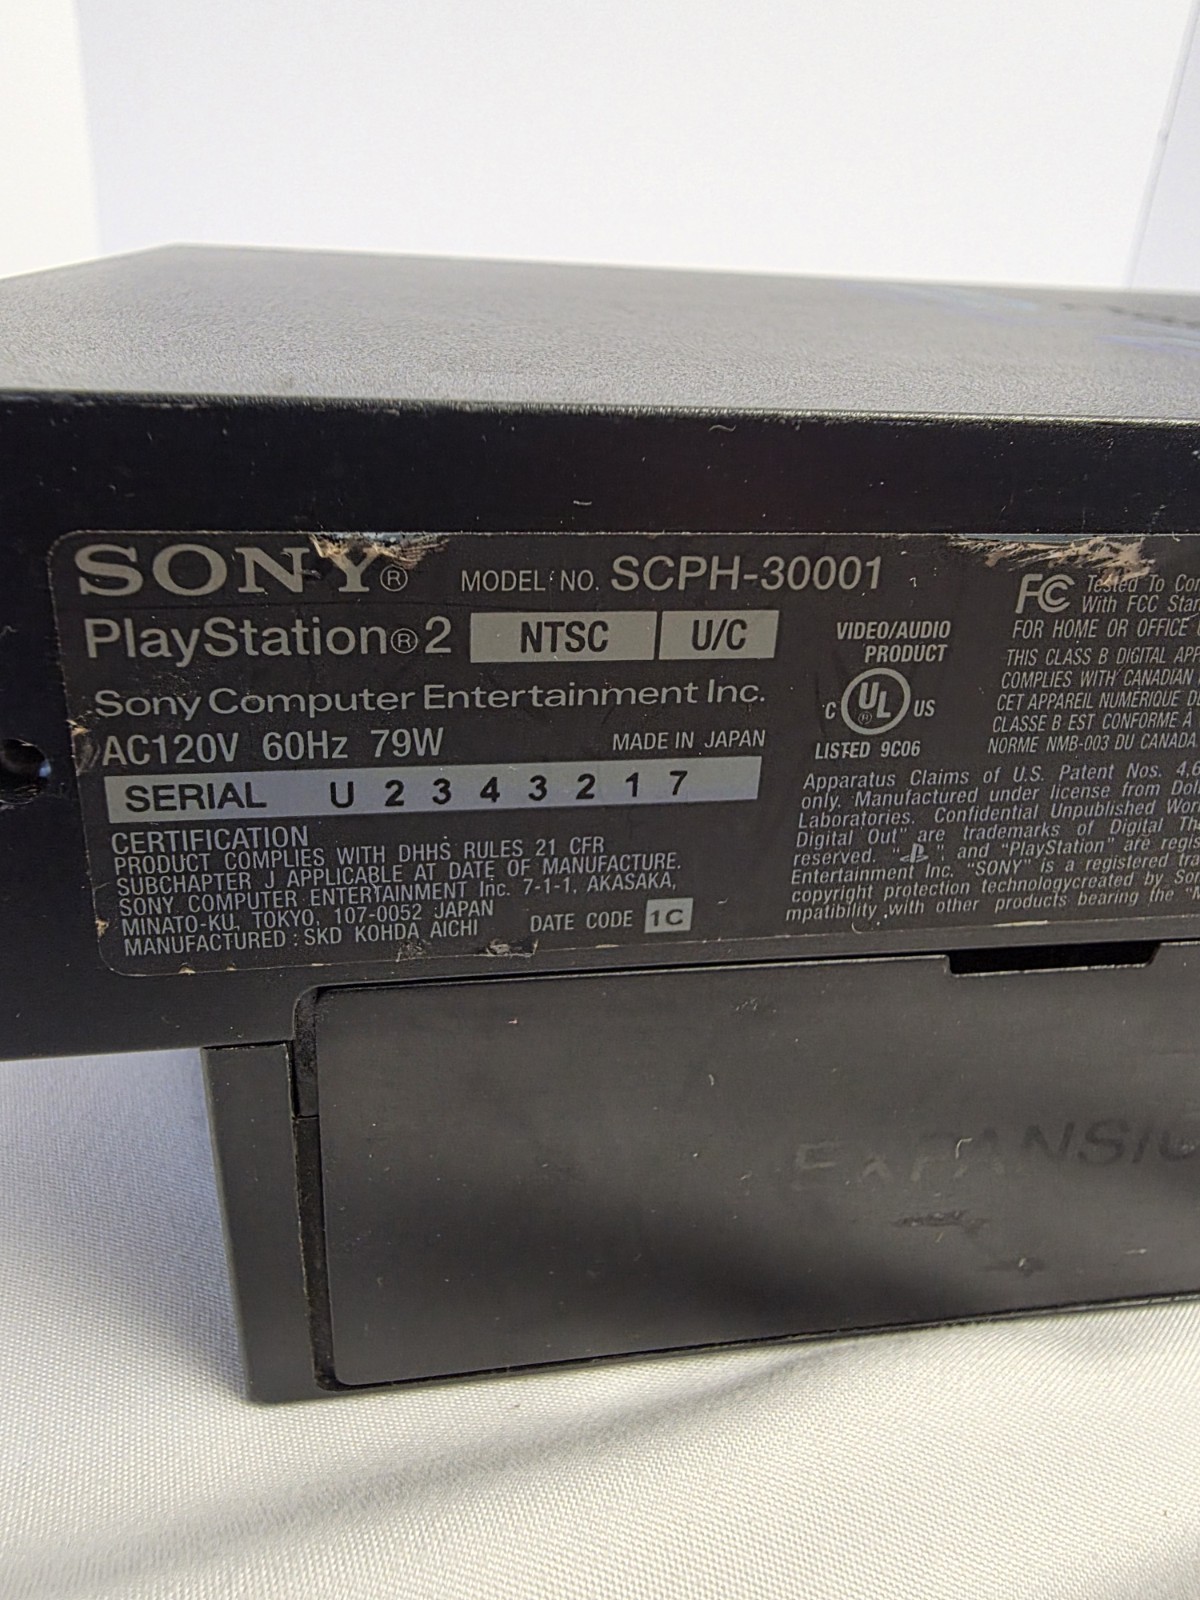 SONY® MODEL NO. SCPH-30001
PlayStation®2 NTSC U/C
Sony Computer Entertainment Inc.
AC120V 60Hz 79W MADE IN JAPAN
SERIAL U 2 3 4 3 2 1 7
CERTIFICATION
PRODUCT COMPLIES WITH DHHS RULES 21 CFR
SUBCHAPTER J APPLICABLE AT DATE OF MANUFACTURE.
SONY COMPUTER ENTERTAINMENT Inc. 7-1-1, AKASAKA,
MINATO-KU, TOKYO, 107-0052 JAPAN
MANUFACTURED : SKD KOHDA AICHI
DATE CODE 1C
VIDEO/AUDIO
PRODUCT
C UL ® US
LISTED 9C06
FC Tested To
With FCC
FOR HOME OR OFFICE
THIS CLASS B DIGITAL
COMPLIES WITH CANADIAN
CET APPAREIL NUMÉRIQUE
CLASSE B EST CONFORME À
NORME NMB-003 DU CANADA
Apparatus Claims of U.S. Patent Nos.
only. Manufactured under license from
Laboratories. Confidential Unpublished
Digital Out" are trademarks of Digital
reserved. " " and "PlayStation" are
Entertainment Inc. "SONY" is a registered
copyright protection technologycreated by
mpatibility with other products bearing the